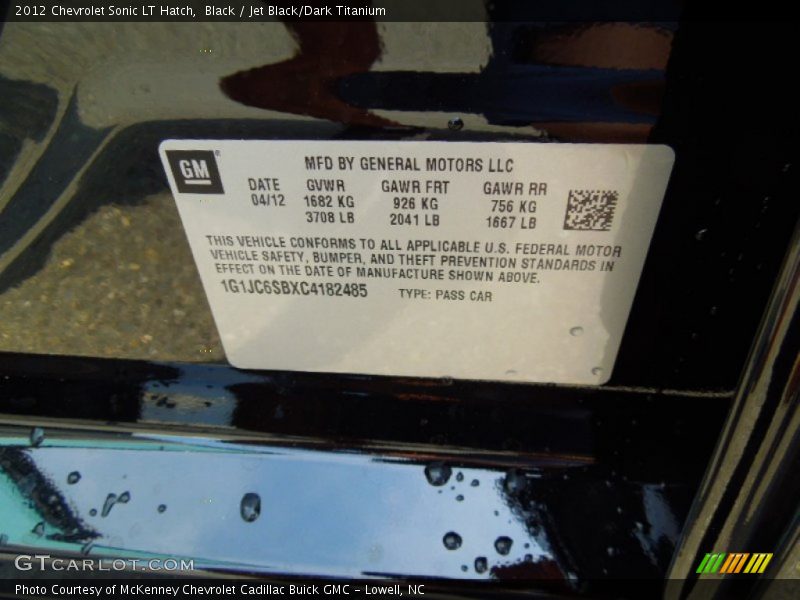 2012 Chevrolet Sonic LT Hatch,  Black / Jet Black/Dark Titanium
GM
MFD BY GENERAL MOTORS LLC
DATE GVWR GAWR FRT GAWR RR
04/12 1682 KG 926 KG 756 KG
3708 LB 2041 LB 1667 LB
THIS VEHICLE CONFORMS TO ALL APPLICABLE U.S. FEDERAL MOTOR
VEHICLE SAFETY, BUMPER, AND THEFT PREVENTION STANDARDS IN
EFFECT ON THE DATE OF MANUFACTURE SHOWN ABOVE.
1G1JC6SBXC4182485 TYPE: PASS CAR
GTCARLOT.COM
Photo Courtesy of McKenney Chevrolet Cadillac Buick GMC – Lowell, NC